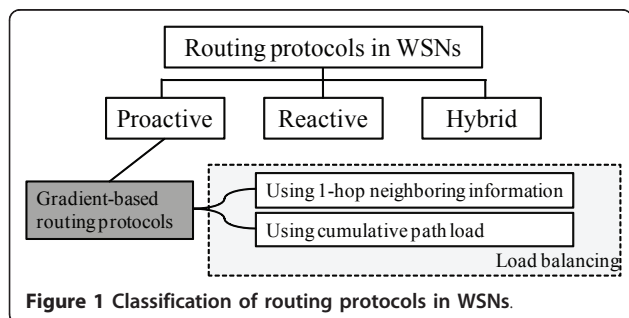 Routing protocols in WSNs
Proactive
Reactive
Hybrid
Gradient-based
routing protocols
Using 1-hop neighboring information
Using cumulative path load
Load balancing
Figure 1 Classification of routing protocols in WSNs.